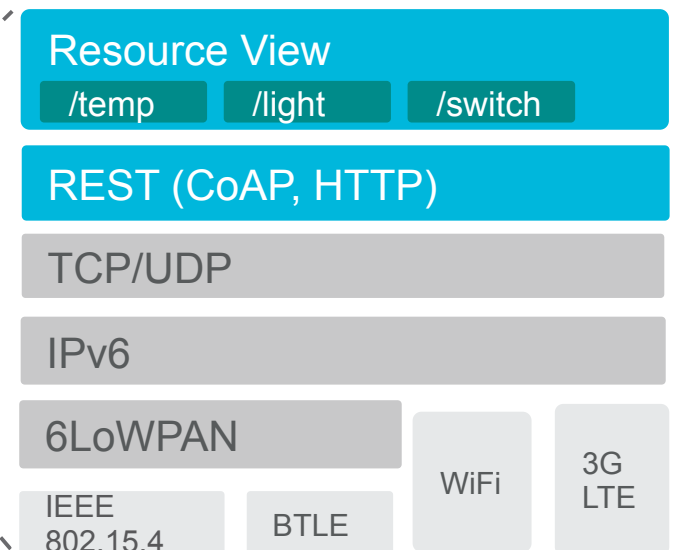 Resource View
/temp /light /switch
REST (CoAP, HTTP)
TCP/UDP
IPv6
6LoWPAN
WiFi
3G
LTE
IEEE
802.15.4
BTLE